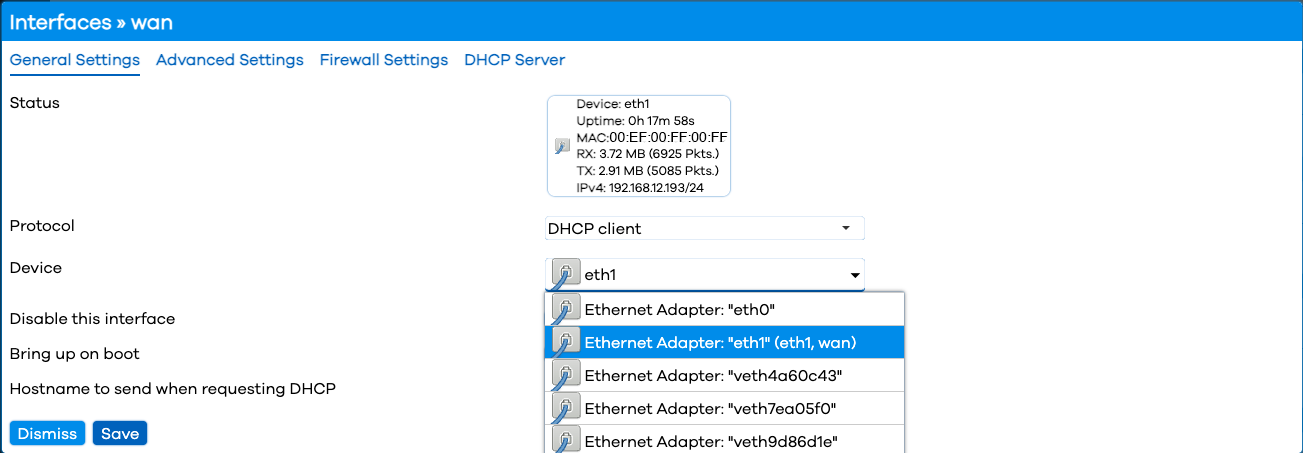 Interfaces » wan
General Settings Advanced Settings Firewall Settings DHCP Server
Status
Device: eth1
Uptime: 0h 17m 58s
MAC:00:EF:00:FF:00:FF
RX: 3.72 MB (6925 Pkts.)
TX: 2.91 MB (5085 Pkts.)
IPv4: 192.168.12.193/24
Protocol
DHCP client
Device
eth1
Ethernet Adapter: "eth0"
Disable this interface
Ethernet Adapter: "eth1" (eth1, wan)
Bring up on boot
Ethernet Adapter: "veth4a60c43"
Hostname to send when requesting DHCP
Ethernet Adapter: "veth7ea05f0"
Dismiss Save
Ethernet Adapter: "veth9d86d1e"